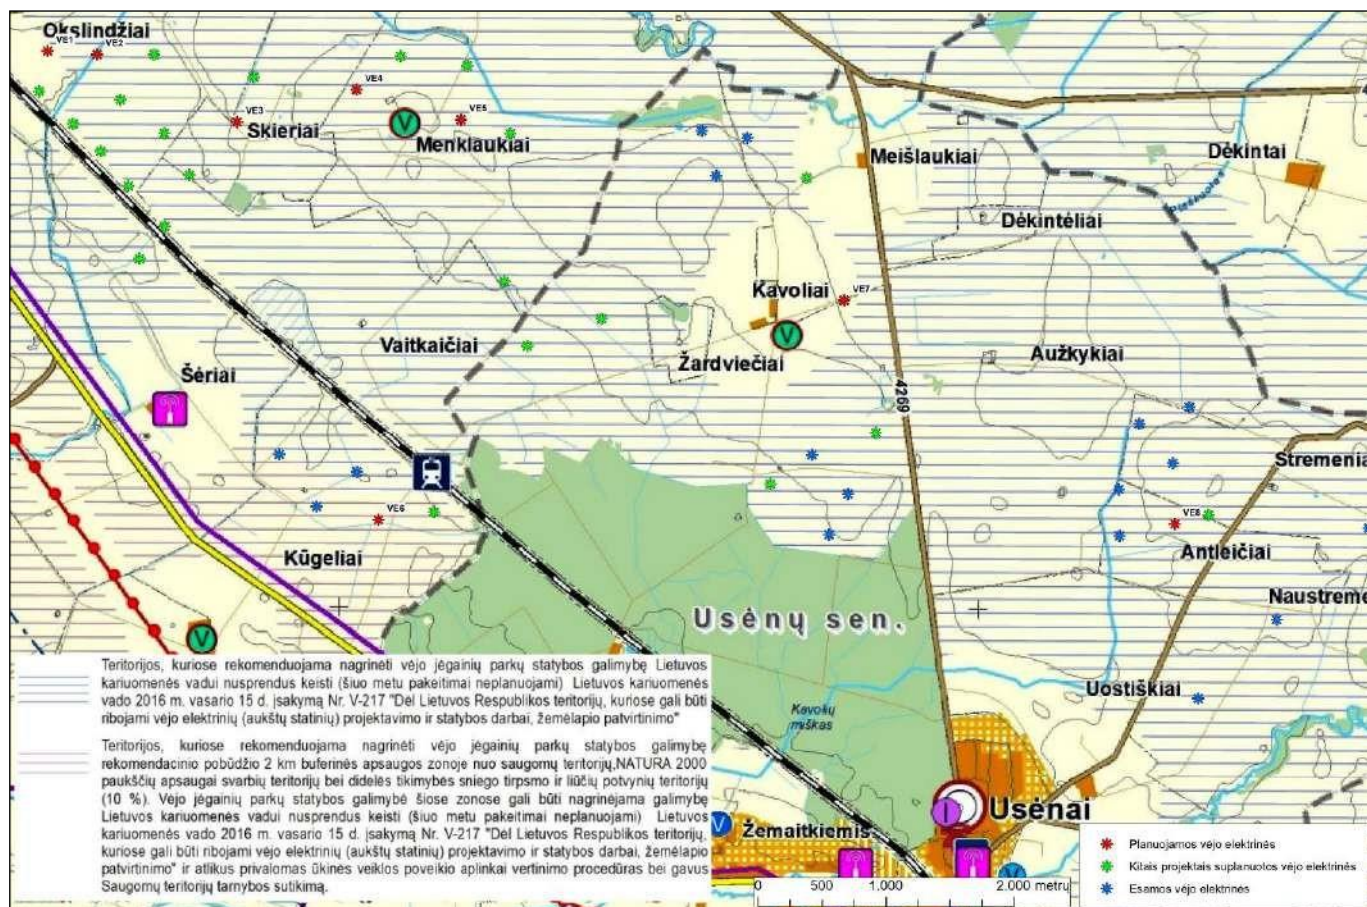 Okslindžiai
VE1
VE2
VE4
VE3
VE5
Skieriai
Menklaukiai
V
Meišlaukiai
Dėkintai
Dėkintėliai
Kavoliai
VE7
V
Vaitkaičiai
Žardviečiai
Aužkykiai
Šėriai
4269
Stremenia
VE6
VE8
Antleičiai
Kūgeliai
Naustreme
V
Usėnų sen.
Uostiškiai
Kavolių
miškas
Usėnai
I
V
Žemaitkiemis
V
Teritorijos, kuriose rekomenduojama nagrinėti vėjo jėgainių parkų statybos galimybę Lietuvos
kariuomenės vadui nusprendus keisti (šiuo metu pakeitimai neplanuojami) Lietuvos kariuomenės
vado 2016 m. vasario 15 d. įsakymą Nr. V-217 "Dėl Lietuvos Respublikos teritorijų, kuriose gali būti
ribojami vėjo elektrinių (aukštų statinių) projektavimo ir statybos darbai, žemėlapio patvirtinimo"
Teritorijos, kuriose rekomenduojama nagrinėti vėjo jėgainių parkų statybos galimybę
rekomendacinio pobūdžio 2 km buferinės apsaugos zonoje nuo saugomų teritorijų,NATURA 2000
paukščių apsaugai svarbių teritorijų bei didelės tikimybės sniego tirpsmo ir liūčių potvynių teritorijų
(10 %). Vėjo jėgainių parkų statybos galimybė šiose zonose gali būti nagrinėjama galimybę
Lietuvos kariuomenės vadui nusprendus keisti (šiuo metu pakeitimai neplanuojami) Lietuvos
kariuomenės vado 2016 m. vasario 15 d. įsakymą Nr. V-217 "Dėl Lietuvos Respublikos teritorijų,
kuriose gali būti ribojami vėjo elektrinių (aukštų statinių) projektavimo ir statybos darbai, žemėlapio
patvirtinimo" ir atlikus privalomas ūkinės veiklos poveikio aplinkai vertinimo procedūras bei gavus
Saugomų teritorijų tarnybos sutikimą.
Planuojamos vėjo elektrinės
Kitais projektais suplanuotos vėjo elektrinės
Esamos vėjo elektrinės
0 500 1.000 2.000 metrų